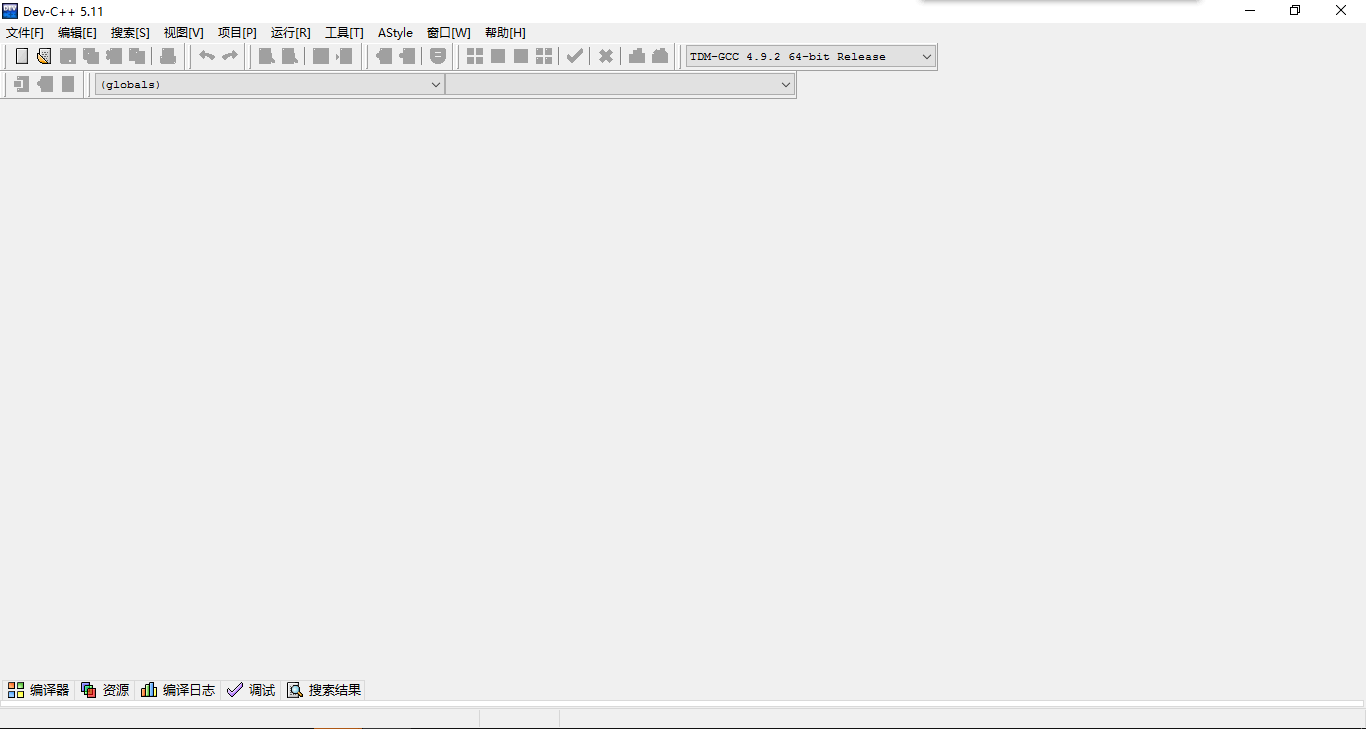 Dev-C++ 5.11
文件[F] 编辑[E] 搜索[S] 视图[V] 项目[P] 运行[R] 工具[T] AStyle 窗口[W] 帮助[H]
TDM-GCC 4.9.2 64-bit Release
(globals)
编译器 资源 编译日志 调试 搜索结果